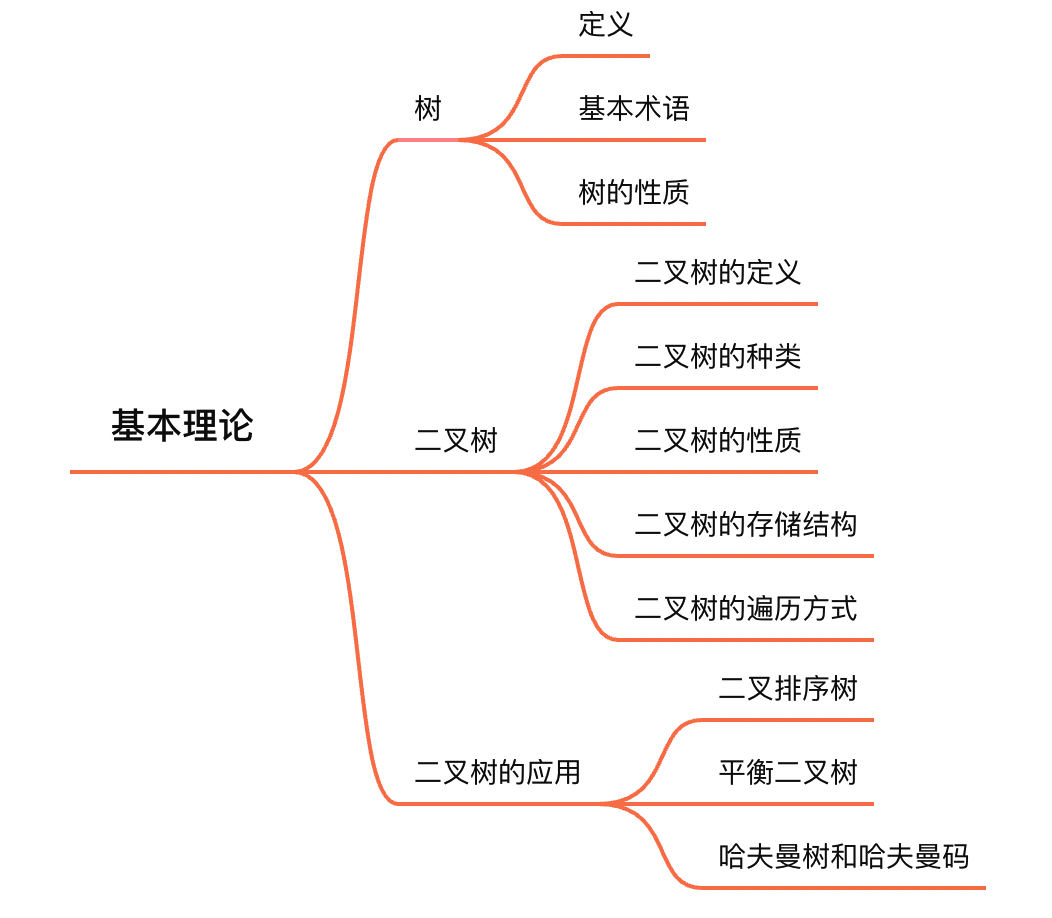 定义
树
基本术语
树的性质
二叉树的定义
二叉树的种类
基本理论
二叉树
二叉树的性质
二叉树的存储结构
二叉树的遍历方式
二叉排序树
二叉树的应用
平衡二叉树
哈夫曼树和哈夫曼码